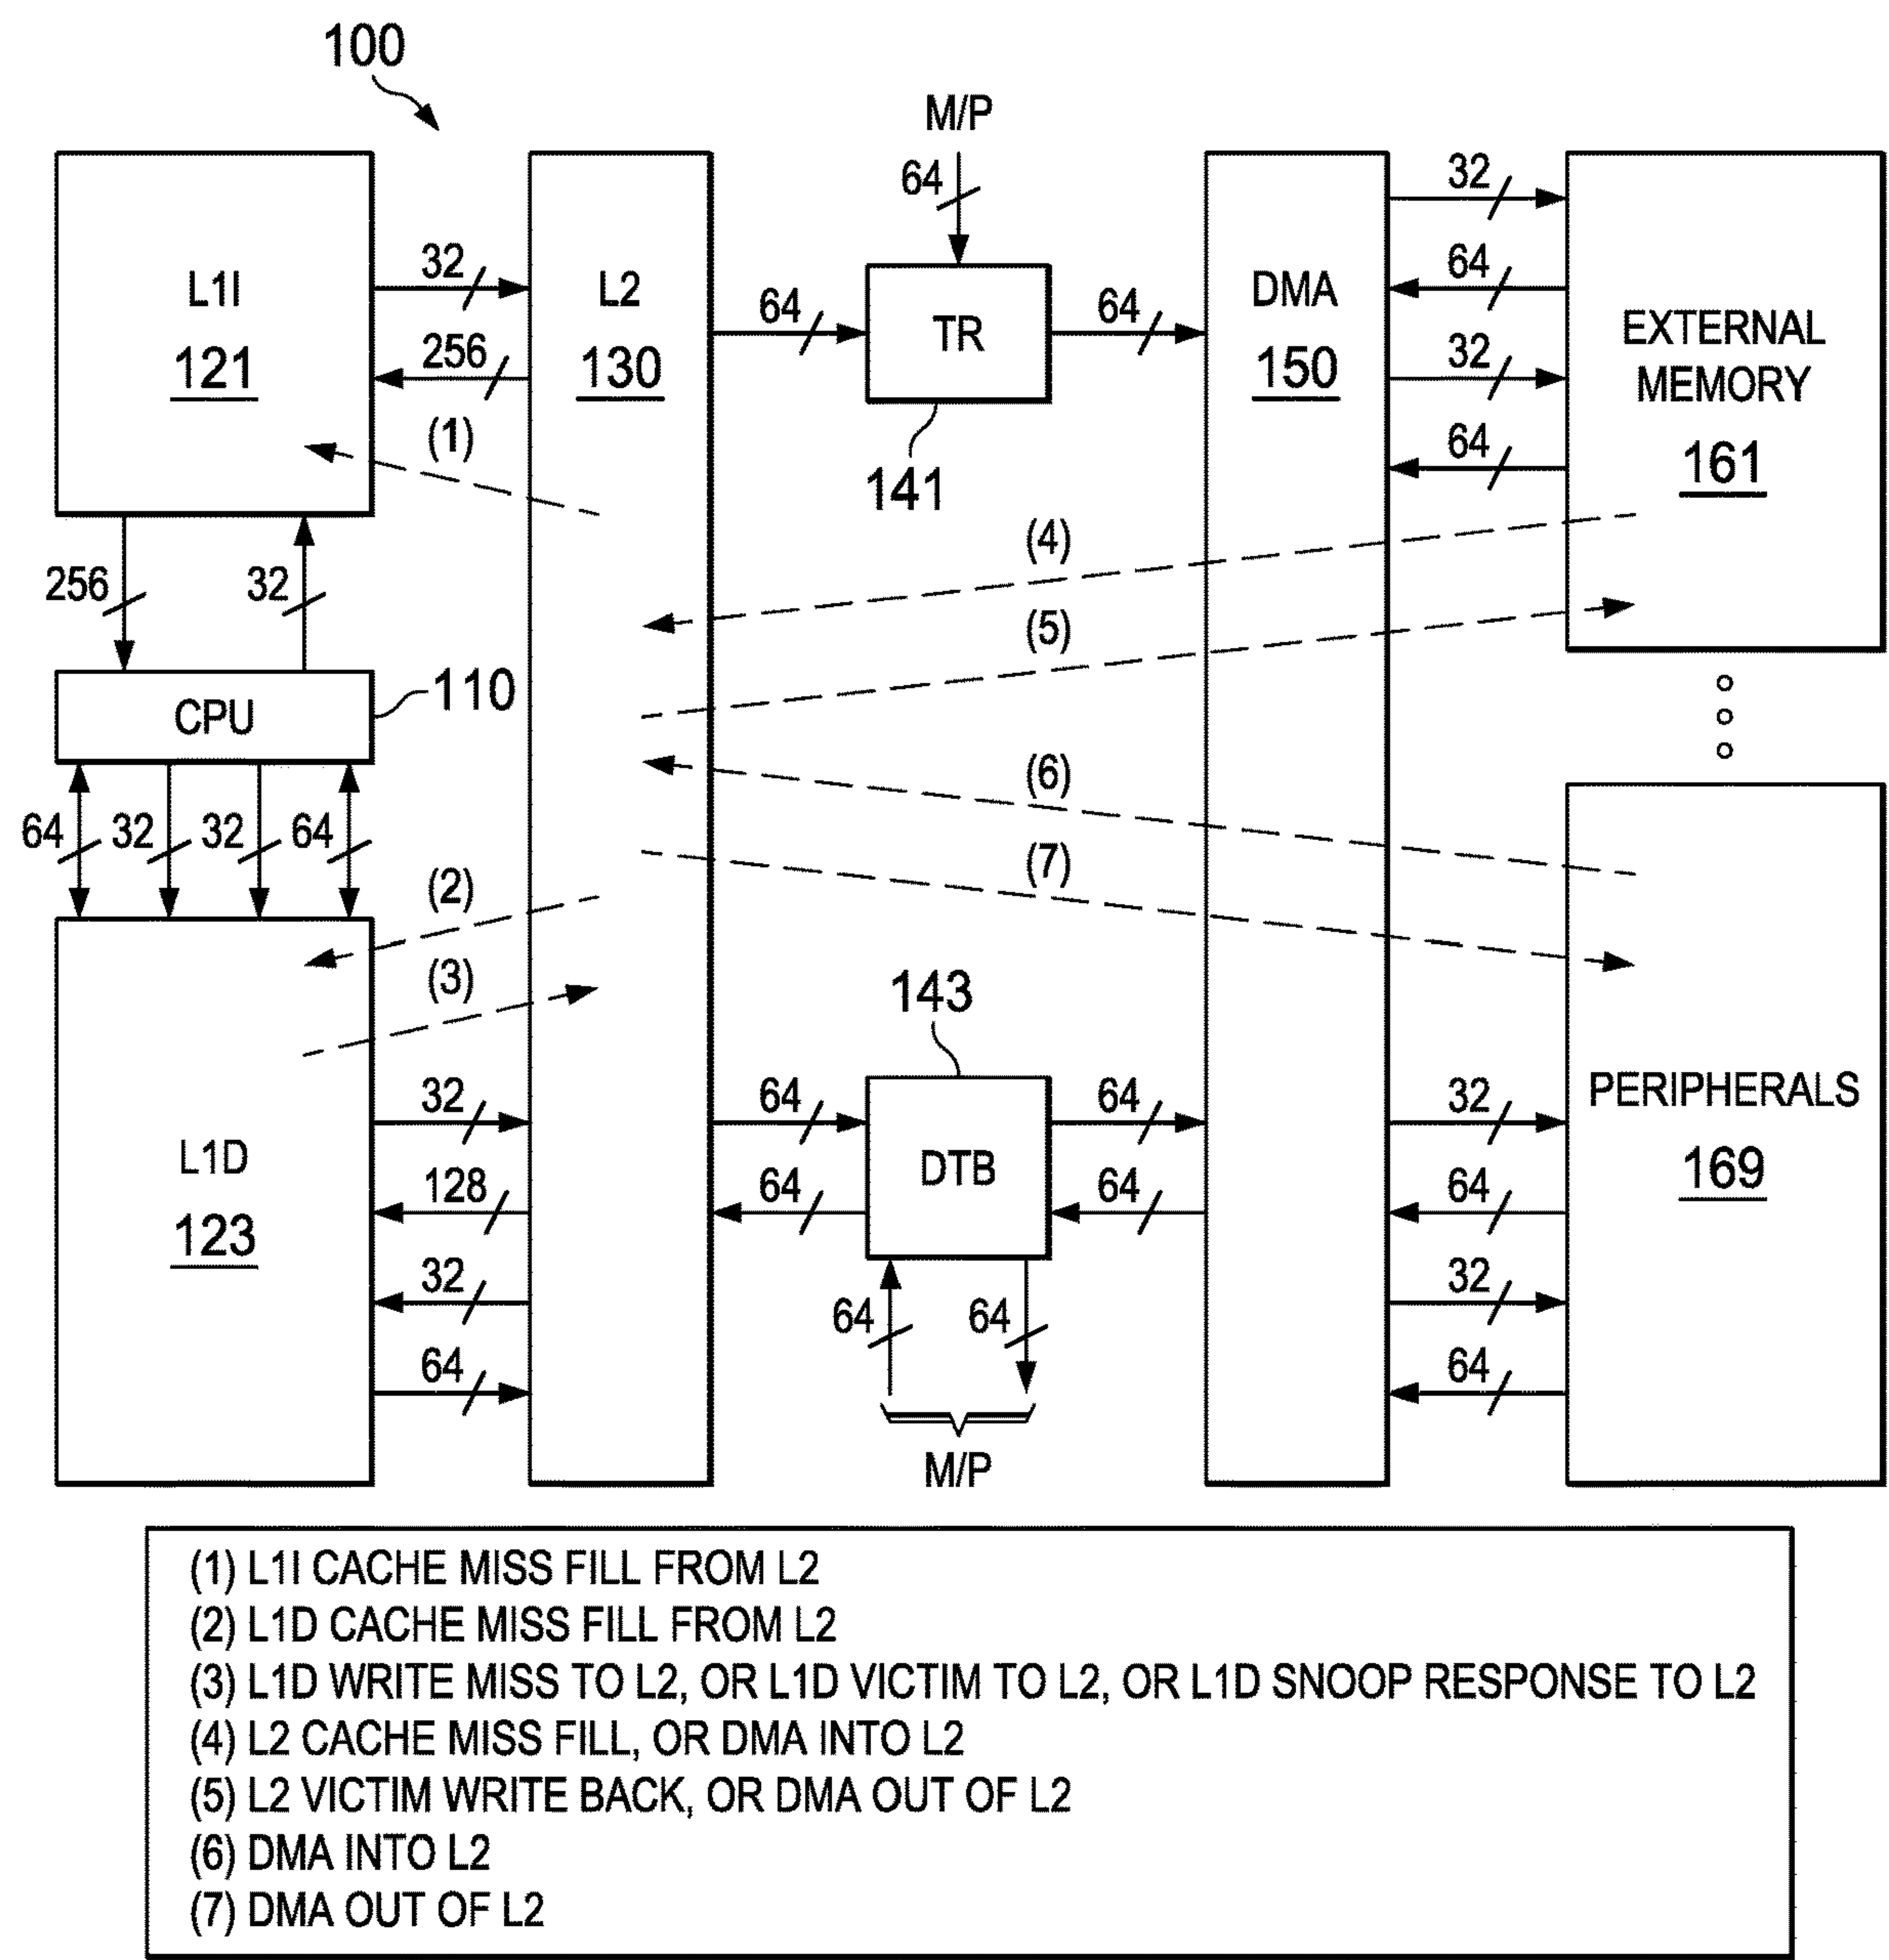 100
M/P
64
L1I
121
32
256
(1)
L2
130
64
TR
64
141
DMA
150
32
64
32
64
EXTERNAL
MEMORY
161
(4)
(5)
256
32
CPU
110
64
32
32
64
(2)
(3)
(6)
(7)
143
L1D
123
32
128
32
64
64
64
DTB
64
64
64
64
M/P
PERIPHERALS
169
32
64
32
64
(1) L1I CACHE MISS FILL FROM L2
(2) L1D CACHE MISS FILL FROM L2
(3) L1D WRITE MISS TO L2, OR L1D VICTIM TO L2, OR L1D SNOOP RESPONSE TO L2
(4) L2 CACHE MISS FILL, OR DMA INTO L2
(5) L2 VICTIM WRITE BACK, OR DMA OUT OF L2
(6) DMA INTO L2
(7) DMA OUT OF L2